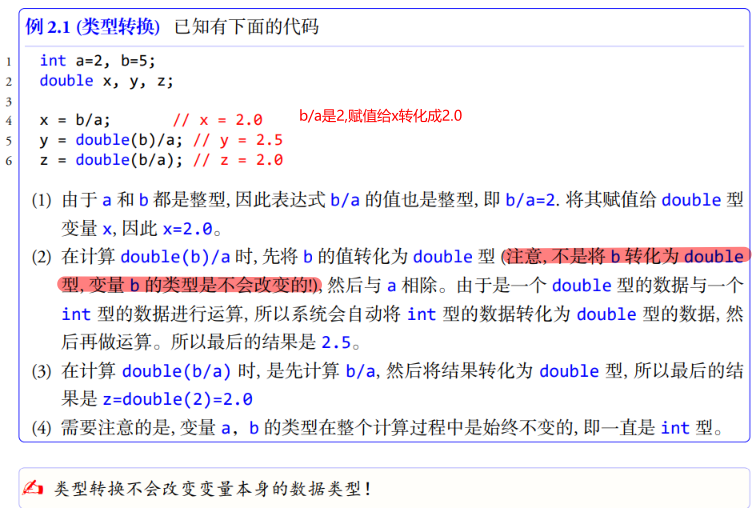 例 2.1 (类型转换) 已知有下面的代码
1 int a=2, b=5;
2 double x, y, z;
3
4 x = b/a; // x = 2.0 b/a是2,赋值给x转化成2.0
5 y = double(b)/a; // y = 2.5
6 z = double(b/a); // z = 2.0
(1) 由于 a 和 b 都是整型, 因此表达式 b/a 的值也是整型, 即 b/a=2. 将其赋值给 double 型
变量 x, 因此 x=2.0。
(2) 在计算 double(b)/a 时, 先将 b 的值转化为 double 型 (注意, 不是将 b 转化为 double
型, 变量 b 的类型是不会改变的!), 然后与 a 相除。由于是一个 double 型的数据与一个
int 型的数据进行运算, 所以系统会自动将 int 型的数据转化为 double 型的数据, 然
后再做运算。所以最后的结果是 2.5。
(3) 在计算 double(b/a) 时, 是先计算 b/a, 然后将结果转化为 double 型, 所以最后的结
果是 z=double(2)=2.0
(4) 需要注意的是, 变量 a, b 的类型在整个计算过程中是始终不变的, 即一直是 int 型。
类型转换不会改变变量本身的数据类型!